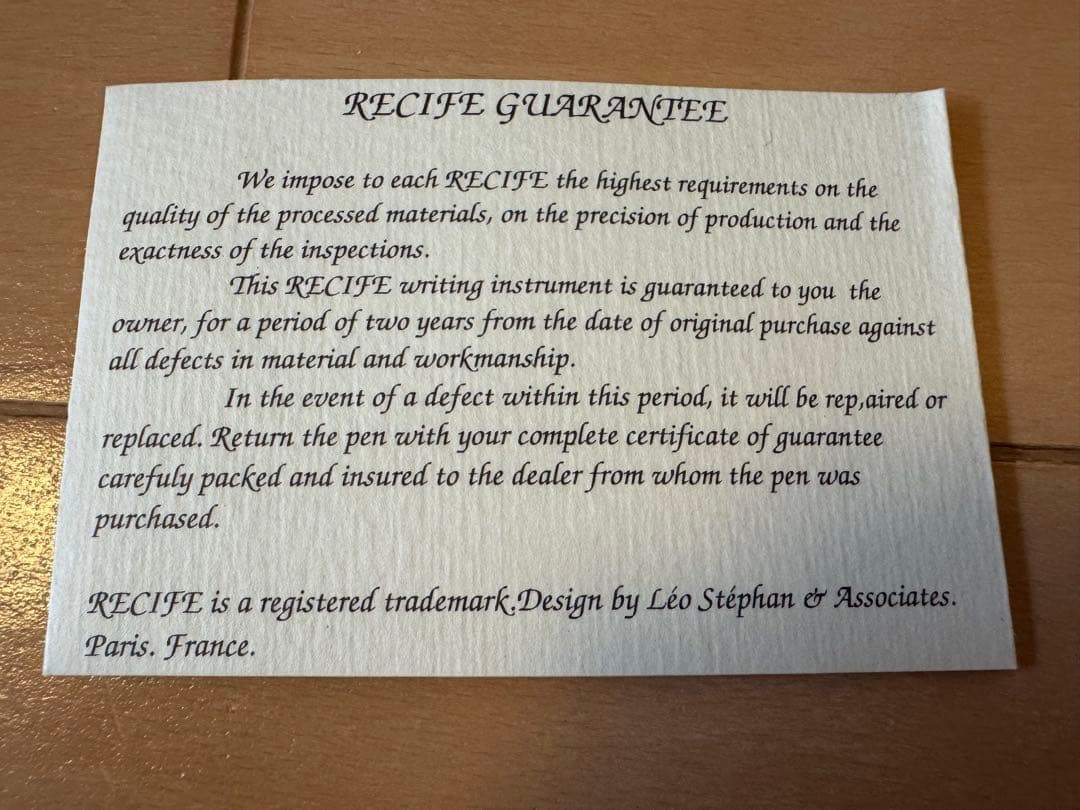 RECIFE GUARANTEE
We impose to each RECIFE the highest requirements on the
quality of the processed materials, on the precision of production and the
exactness of the inspections.
This RECIFE writing instrument is guaranteed to you the
owner, for a period of two years from the date of original purchase against
all defects in material and workmanship.
In the event of a defect within this period, it will be rep,aired or
replaced. Return the pen with your complete certificate of guarantee
carefuly packed and insured to the dealer from whom the pen was
purchased.
RECIFE is a registered trademark.Design by Léo Stéphan & Associates.
Paris. France.